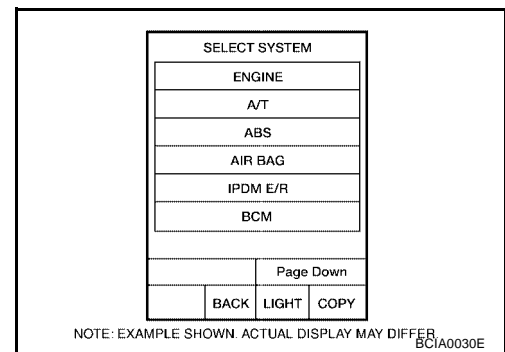 SELECT SYSTEM
ENGINE
A/T
ABS
AIR BAG
IPDM E/R
BCM
Page Down
BACK LIGHT COPY
NOTE: EXAMPLE SHOWN. ACTUAL DISPLAY MAY DIFFER.
BCIA0030E